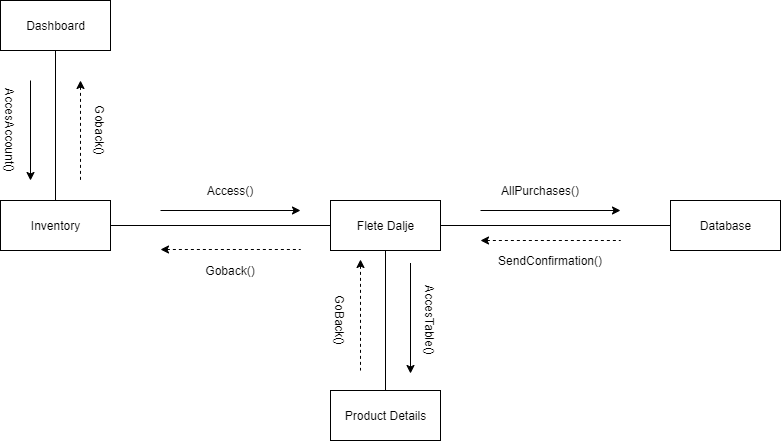 Dashboard
AccesAccount()
Goback()
Access()
AllPurchases()
Inventory
Flete Dalje
Database
Goback()
SendConfirmation()
GoBack()
AccesTable()
Product Details